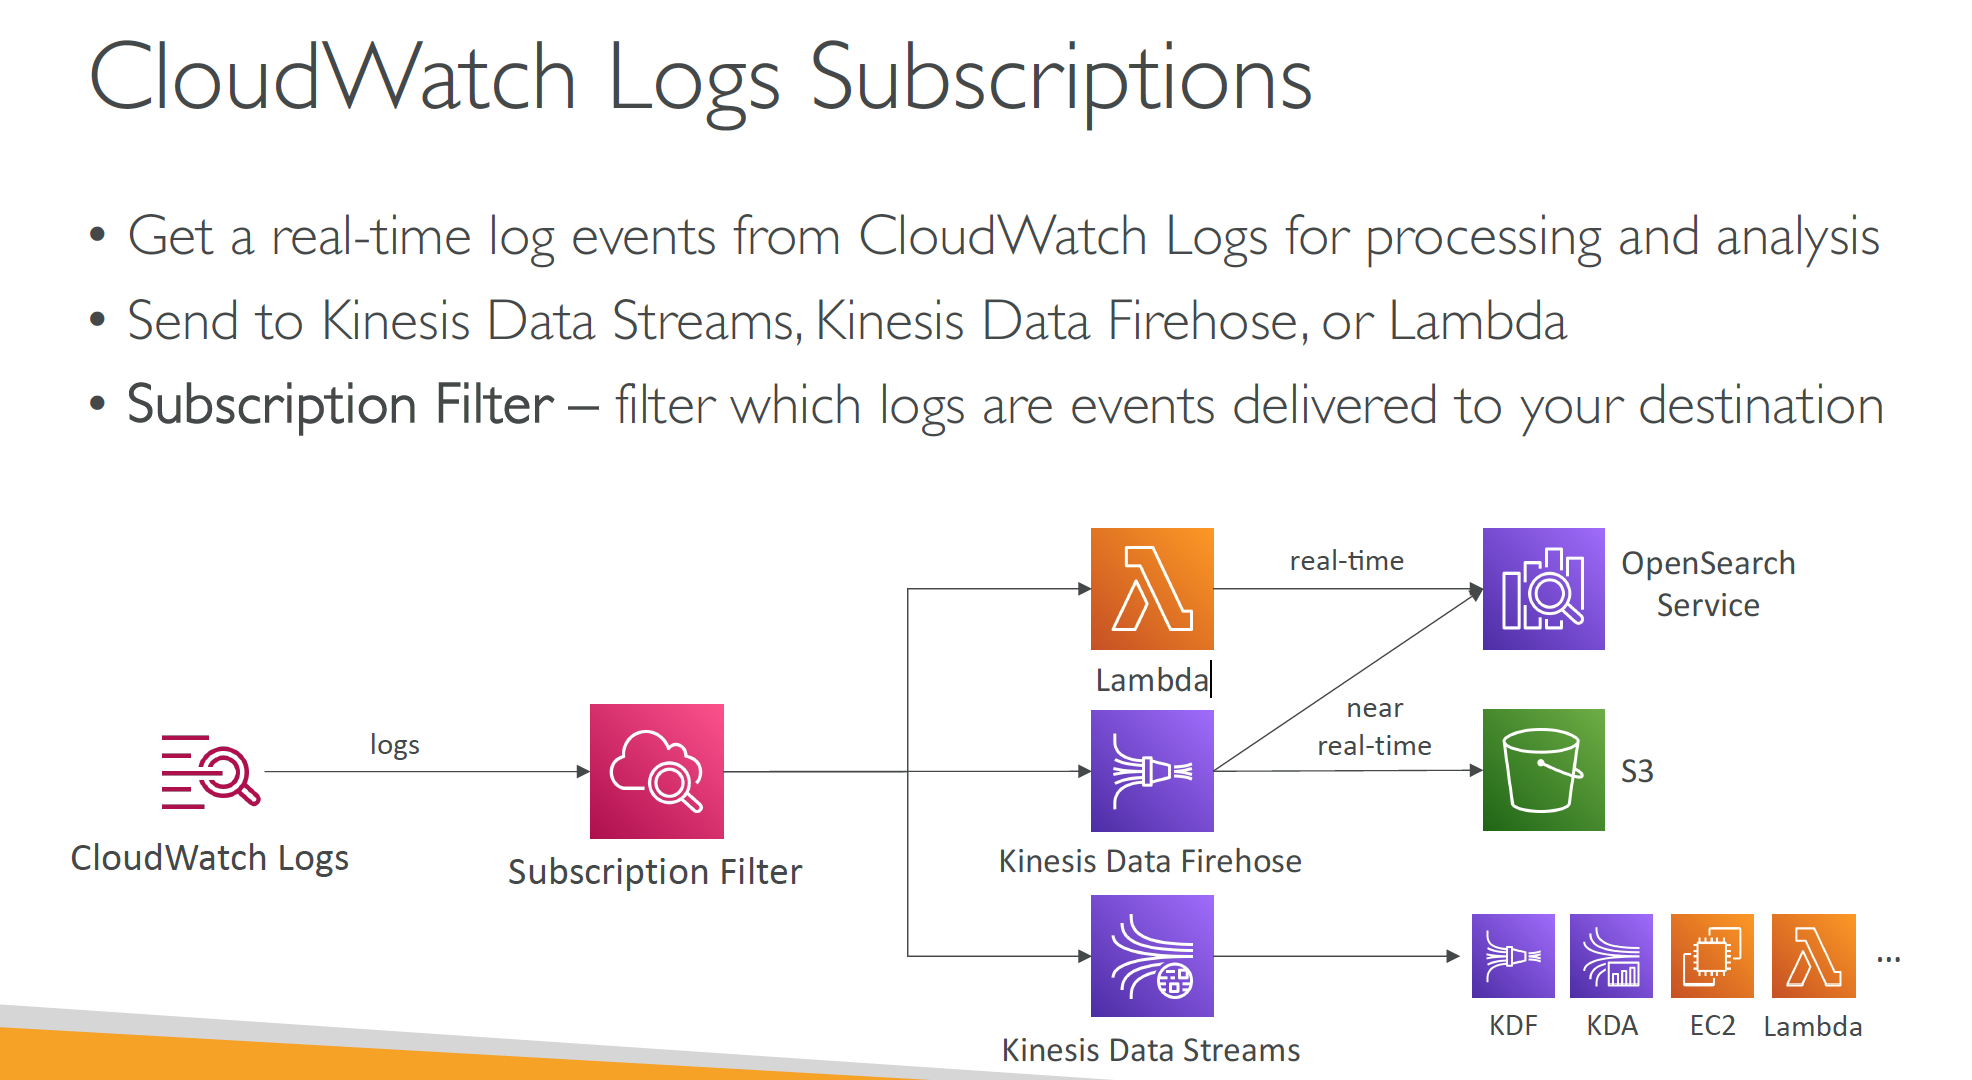 CloudWatch Logs Subscriptions
• Get a real-time log events from CloudWatch Logs for processing and analysis
• Send to Kinesis Data Streams, Kinesis Data Firehose, or Lambda
• Subscription Filter – filter which logs are events delivered to your destination
real-time
OpenSearch
Service
Lambda
near
real-time
logs
S3
CloudWatch Logs
Subscription Filter
Kinesis Data Firehose
...
KDF
KDA
EC2
Lambda
Kinesis Data Streams